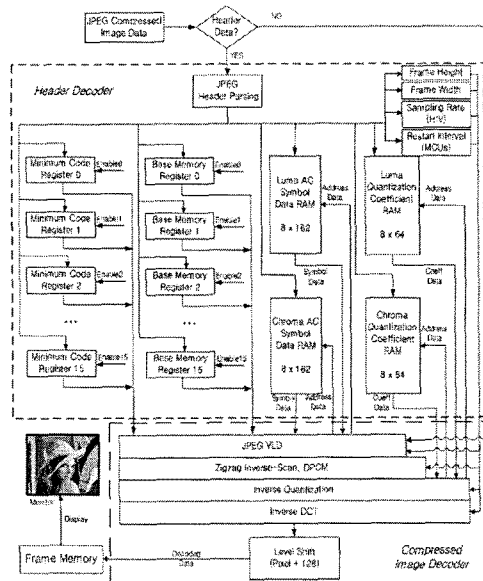 JPEG Compressed
Image Data
Header
Data?
NO
YES
Header Decoder
JPEG
Header Parsing
Frame Height
Frame Width
Sampling Rate
(H*V)
Restart Interval
(MCUs)
Minimum Code
Register 0
Enable0
Minimum Code
Register 1
Enable1
Minimum Code
Register 2
Enable2
...
Minimum Code
Register 15
Enable15
Base Memory
Register 0
Enable0
Base Memory
Register 1
Enable1
Base Memory
Register 2
Enable2
...
Base Memory
Register 15
Enable15
Luma AC
Symbol
Data RAM
8 x 162
Address
Data
Symbol
Data
Luma
Quantization
Coefficient
RAM
8 x 64
Address
Data
Coeff
Data
Chroma AC
Symbol
Data RAM
8 x 162
Symbol
Data
Address
Data
Chroma
Quantization
Coefficient
RAM
8 x 64
Address
Data
Coeff
Data
JPEG VLD
Zigzag Inverse-Scan, DPCM
Inverse Quantization
Inverse DCT
Monitor
Display
Frame Memory
Decoded
Data
Level Shift
(Pixel + 128)
Compressed
Image Decoder